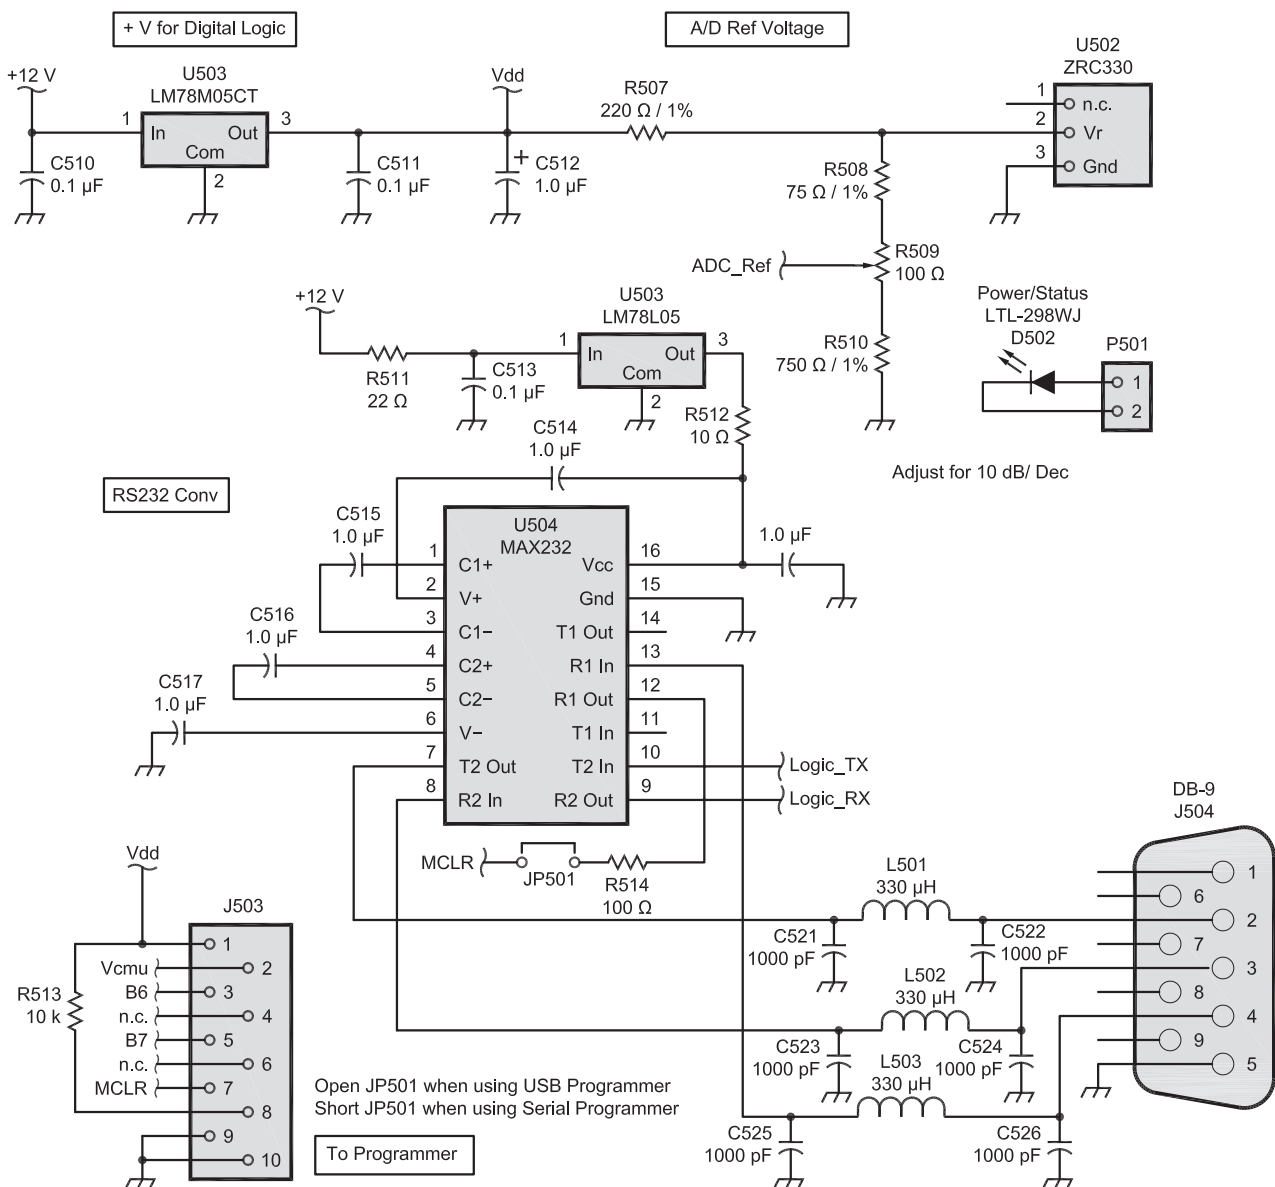 + V for Digital Logic
A/D Ref Voltage
+12 V
U503
LM78M05CT
1
In
Out
3
Com
2
C510
0.1 µF
C511
0.1 µF
Vdd
+
C512
1.0 µF
R507
220 Ω / 1%
U502
ZRC330
1
n.c.
2
Vr
3
Gnd
R508
75 Ω / 1%
ADC_Ref
R509
100 Ω
R510
750 Ω / 1%
Power/Status
LTL-298WJ
D502
P501
1
2
Adjust for 10 dB/ Dec
+12 V
R511
22 Ω
C513
0.1 µF
U503
LM78L05
1
In
Out
3
Com
2
R512
10 Ω
C514
1.0 µF
RS232 Conv
C515
1.0 µF
C516
1.0 µF
C517
1.0 µF
U504
MAX232
1
C1+
Vcc
16
2
V+
Gnd
15
3
C1−
T1 Out
14
4
C2+
R1 In
13
5
C2−
R1 Out
12
6
V−
T1 In
11
7
T2 Out
T2 In
10
8
R2 In
R2 Out
9
1.0 µF
Logic_TX
Logic_RX
MCLR
JP501
R514
100 Ω
DB-9
J504
1
6
2
7
3
8
4
9
5
L501
330 µH
C521
1000 pF
C522
1000 pF
L502
330 µH
C523
1000 pF
C524
1000 pF
L503
330 µH
C525
1000 pF
C526
1000 pF
Vdd
J503
R513
10 k
1
Vcmu
2
B6
3
n.c.
4
B7
5
n.c.
6
MCLR
7
8
9
10
Open JP501 when using USB Programmer
Short JP501 when using Serial Programmer
To Programmer